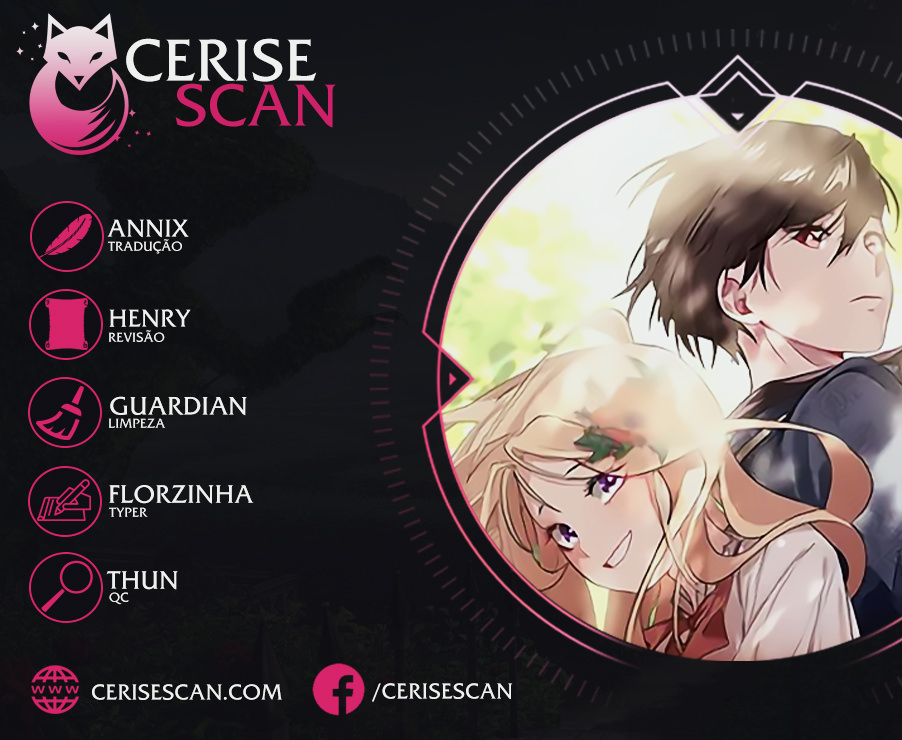 CERISE
SCAN
ANNIX
TRADUÇÃO
HENRY
REVISÃO
GUARDIAN
LIMPEZA
FLORZINHA
TYPER
THUN
QC
WWW
CERISESCAN.COM
/CERISESCAN